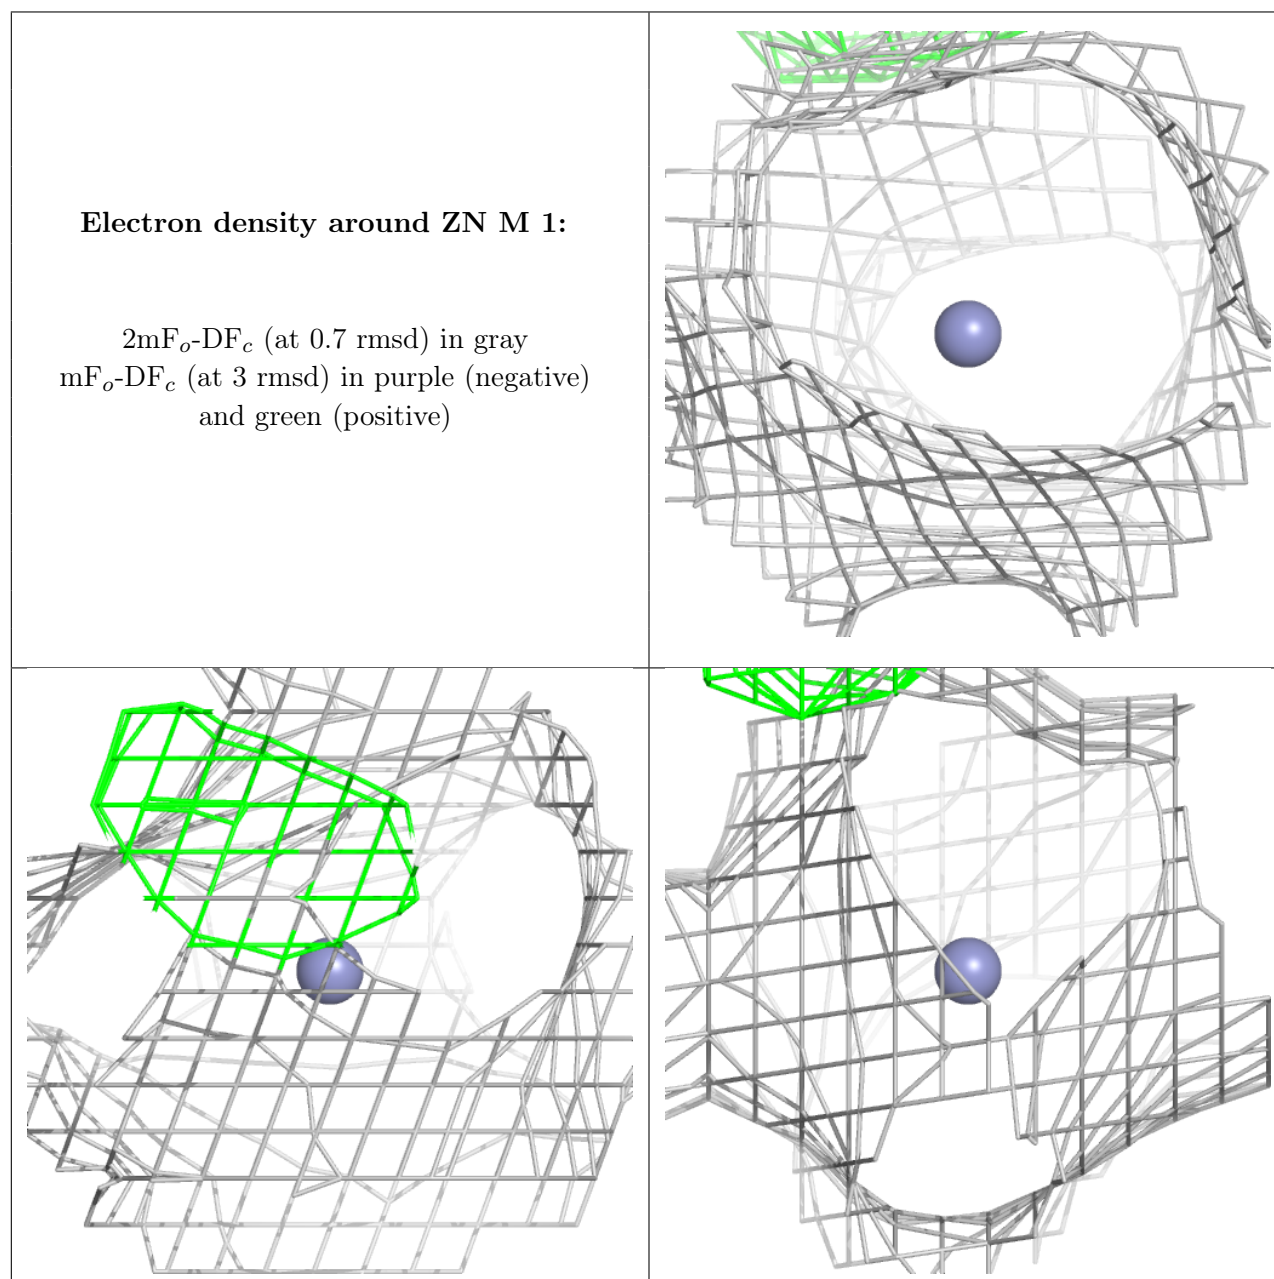 Electron density around ZN M 1:
2mFo-DFc (at 0.7 rmsd) in gray
mFo-DFc (at 3 rmsd) in purple (negative)
and green (positive)